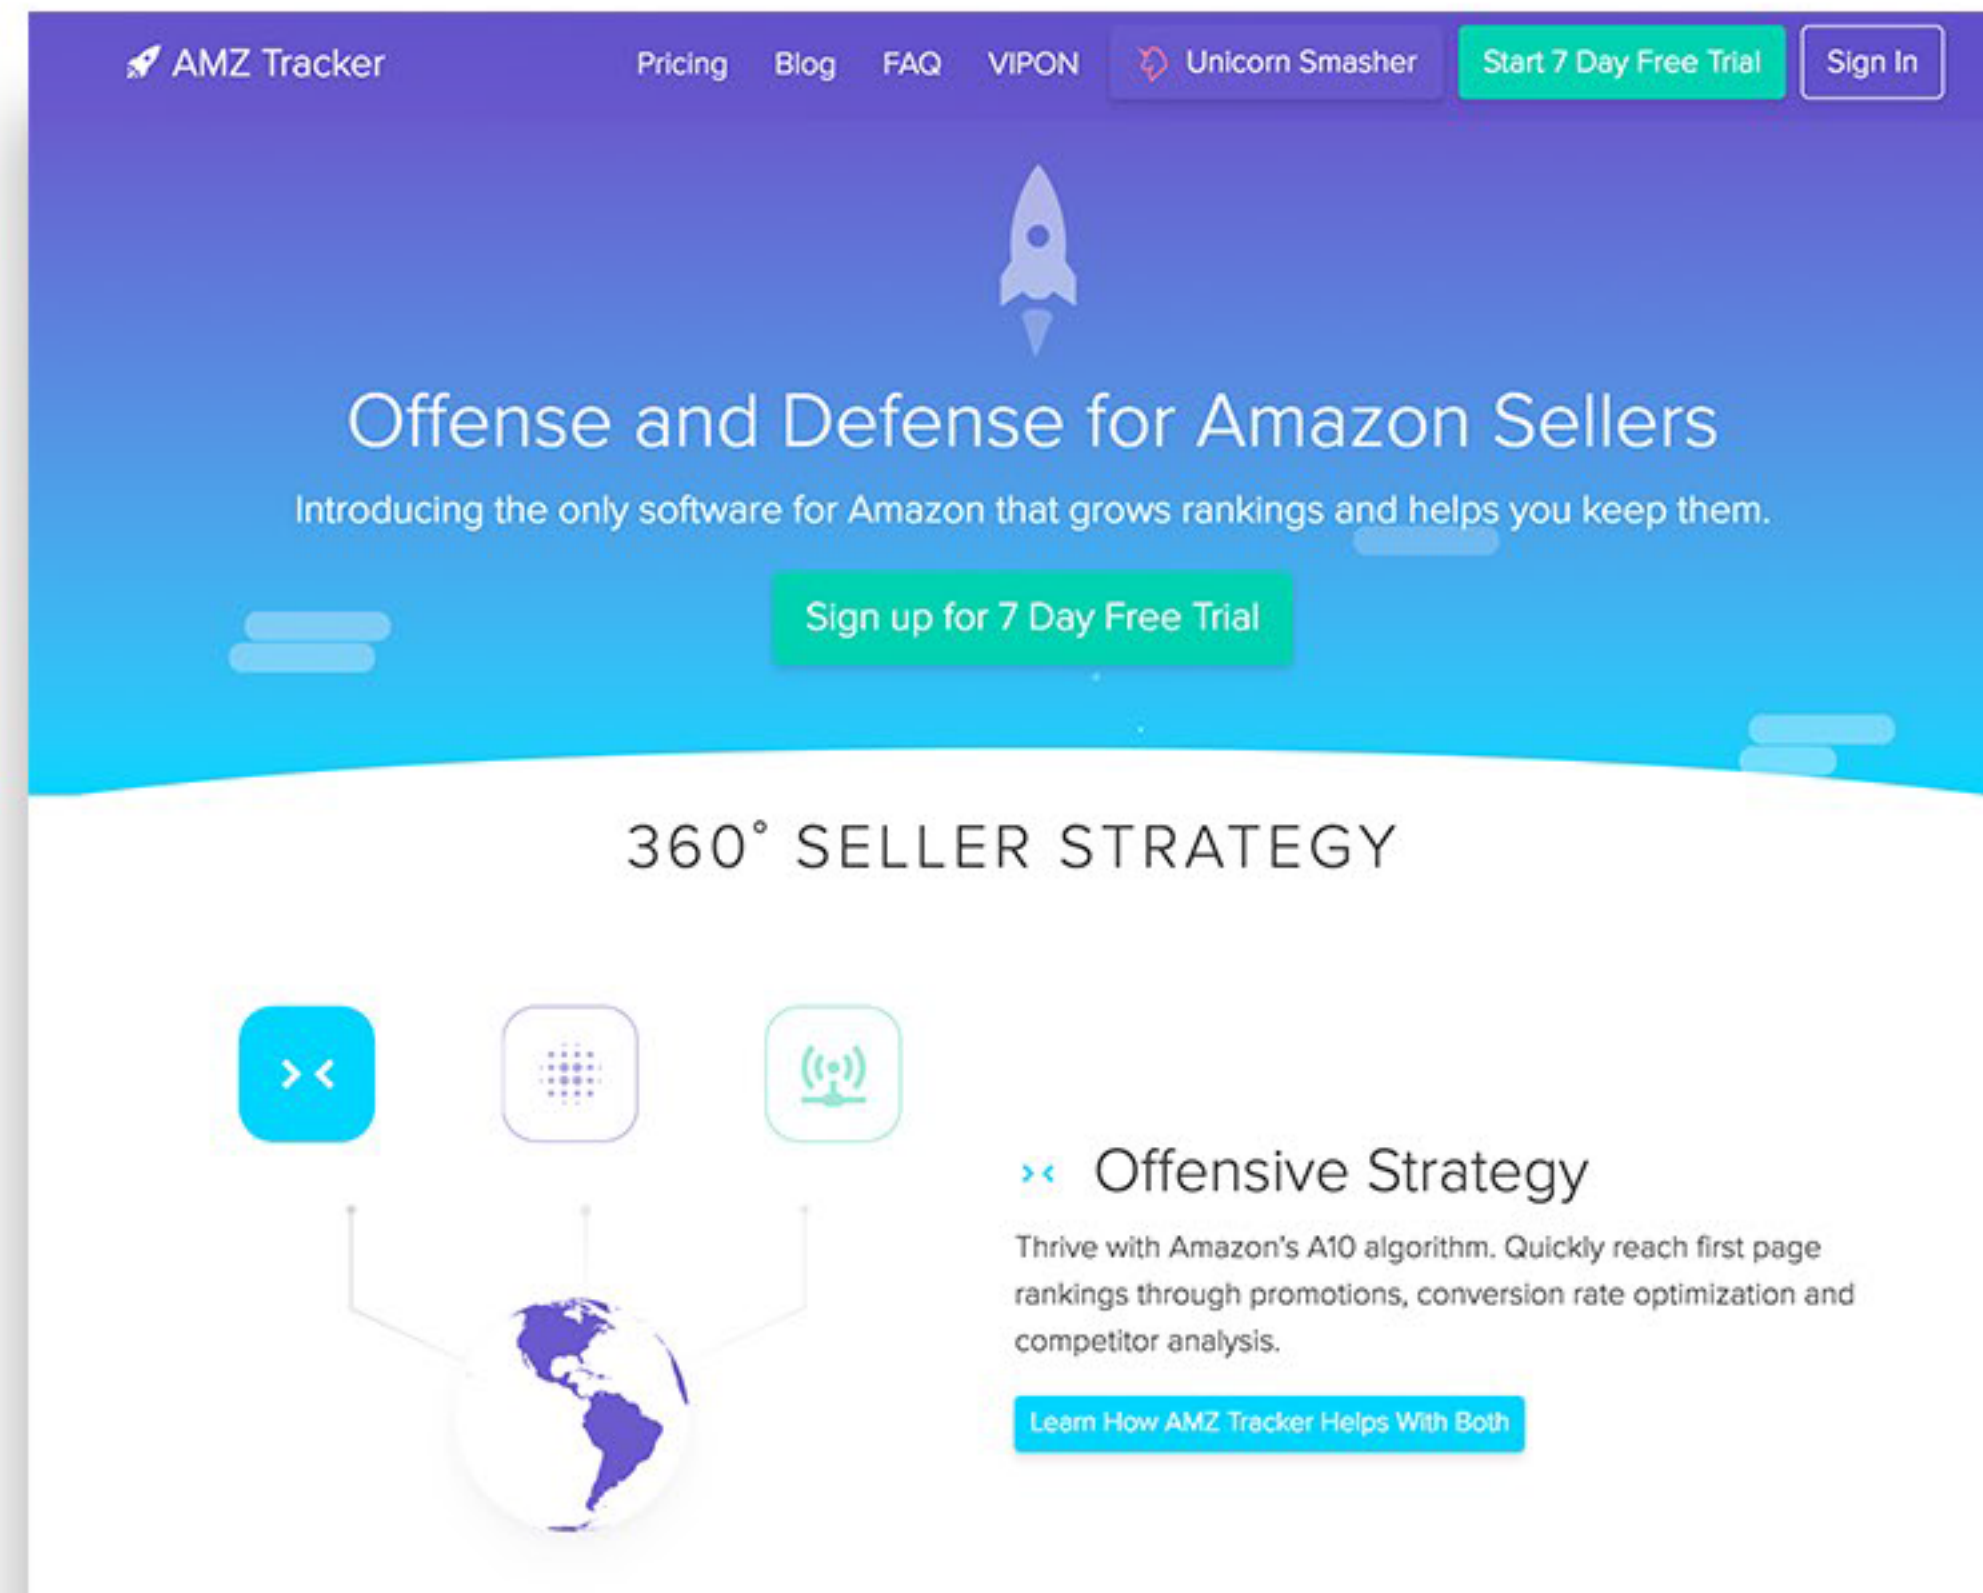 AMZ Tracker
Pricing Blog FAQ VIPON Unicorn Smasher Start 7 Day Free Trial Sign In
Offense and Defense for Amazon Sellers
Introducing the only software for Amazon that grows rankings and helps you keep them.
Sign up for 7 Day Free Trial
360° SELLER STRATEGY
Offensive Strategy
Thrive with Amazon's A10 algorithm. Quickly reach first page
rankings through promotions, conversion rate optimization and
competitor analysis.
Learn How AMZ Tracker Helps With Both